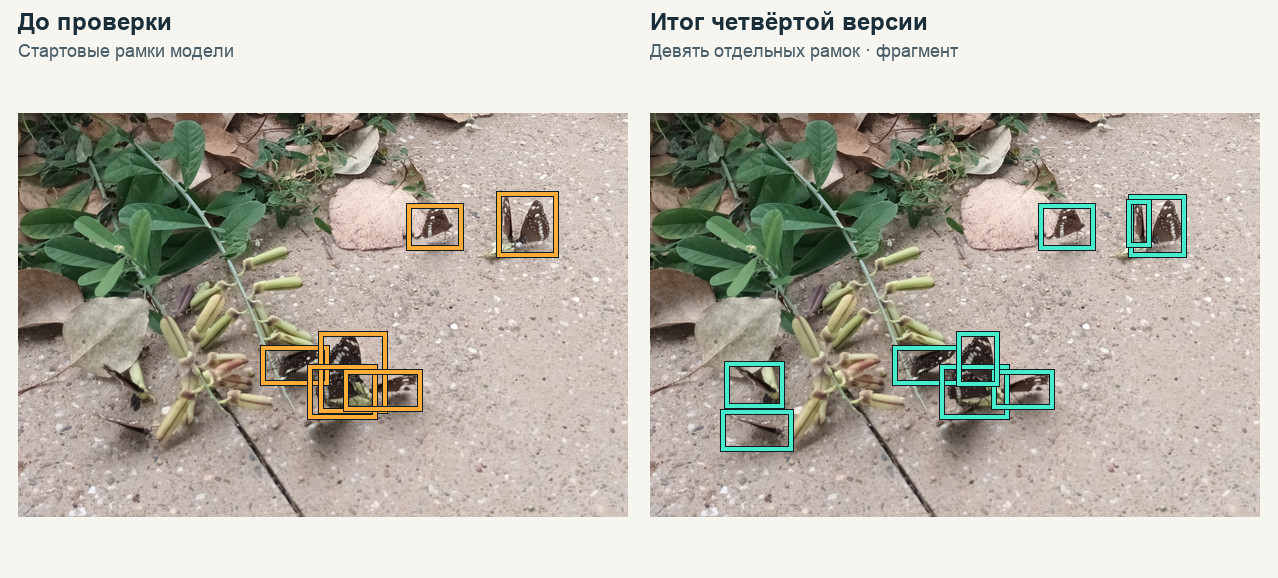 До проверки
Стартовые рамки модели
Итог четвёртой версии
Девять отдельных рамок · фрагмент